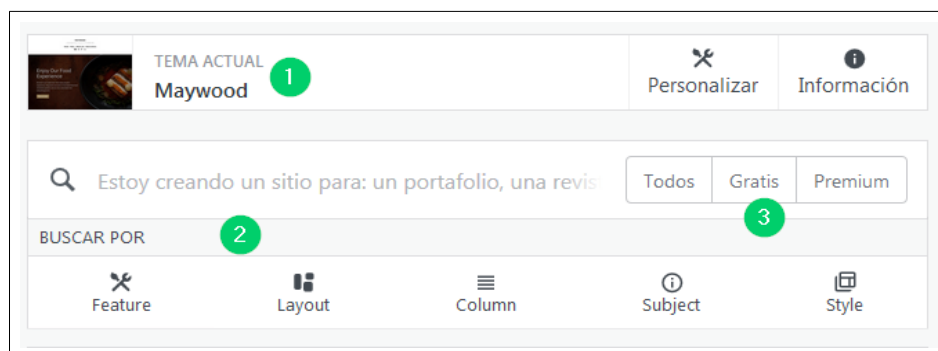 TEMA ACTUAL
1
Maywood
Personalizar
Información
Estoy creando un sitio para: un portafolio, una revis
Todos
Gratis
Premium
3
BUSCAR POR
2
Feature
Layout
Column
Subject
Style